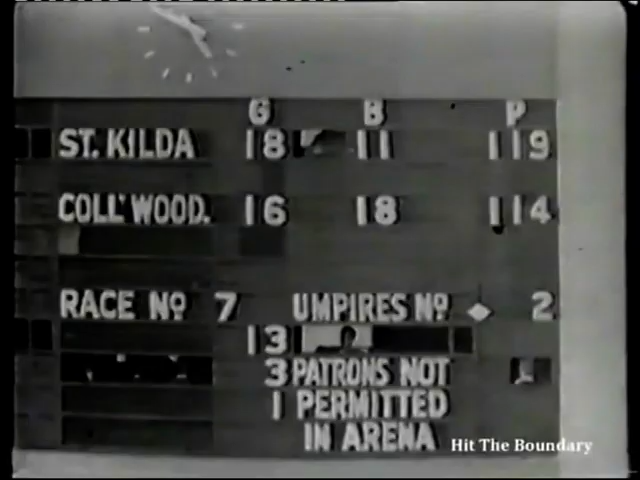 G B P
ST. KILDA 18 11 119
COLL'WOOD. 16 18 114
RACE Nº 7 UMPIRES Nº 2
13
3 PATRONS NOT
1 PERMITTED
IN ARENA
Hit The Boundary